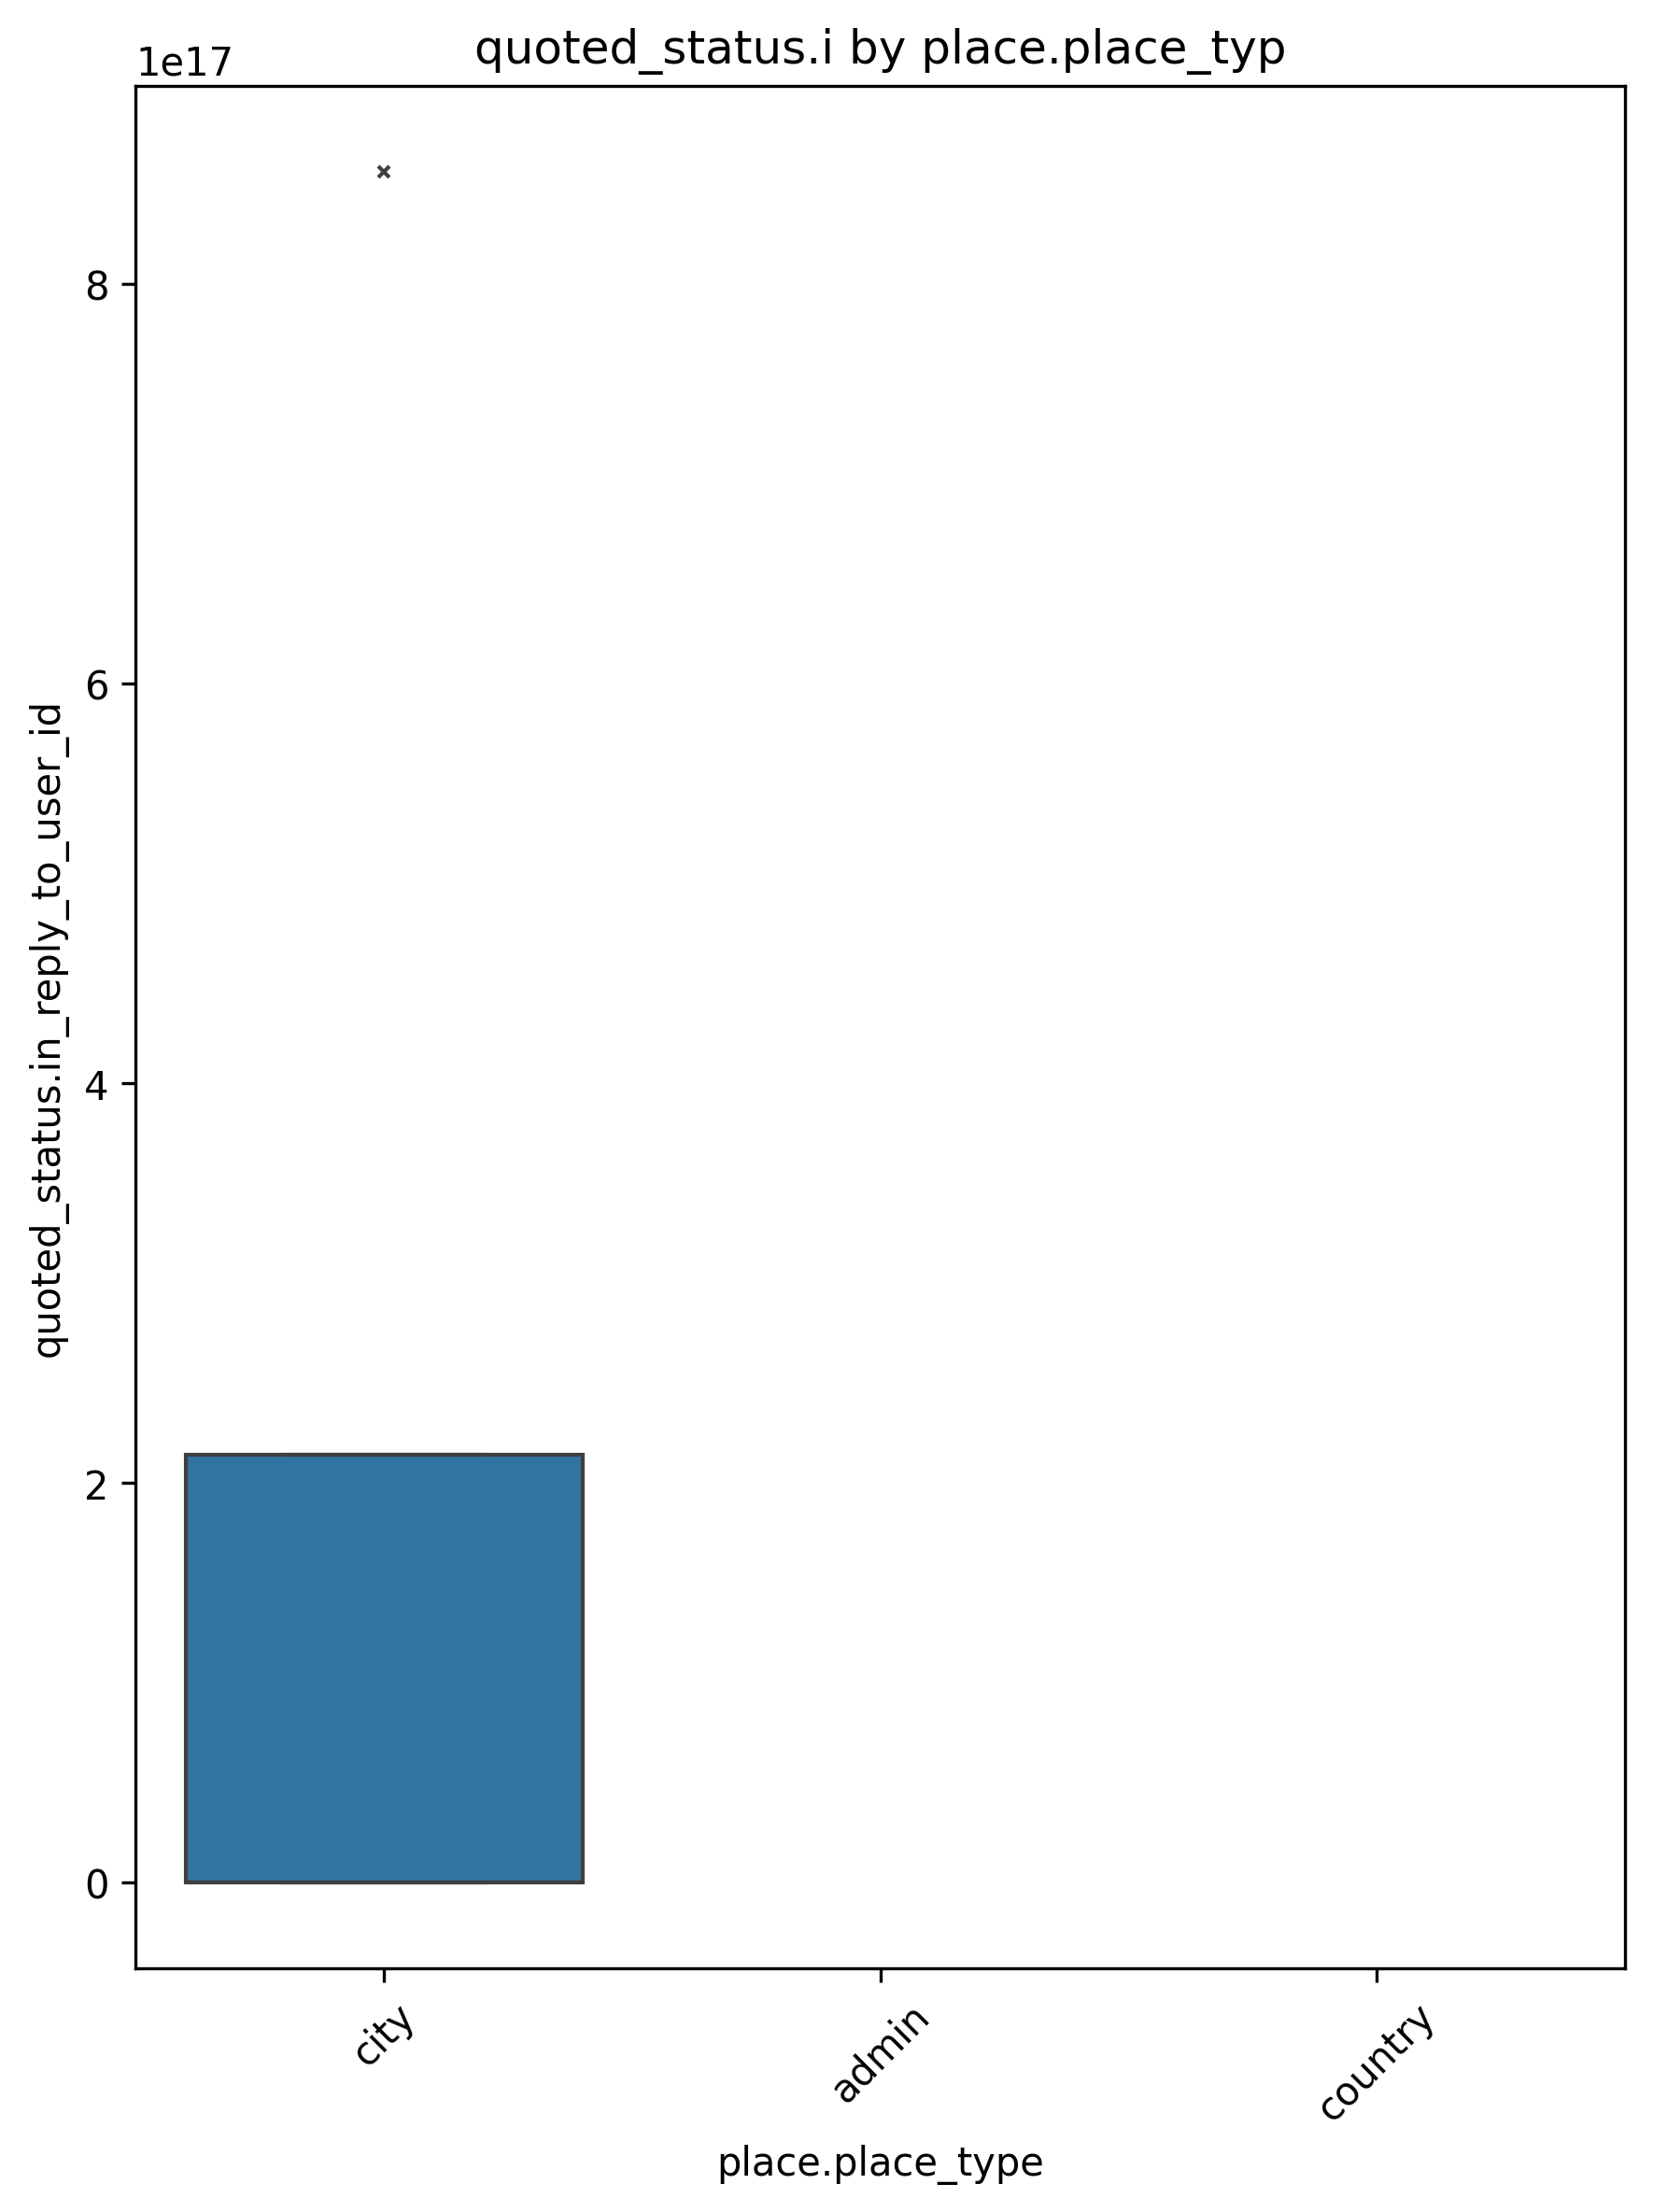 quoted_status.i by place.place_typ
1e17
8
6
4
2
0
quoted_status.in_reply_to_user_id
city
admin
country
place.place_type